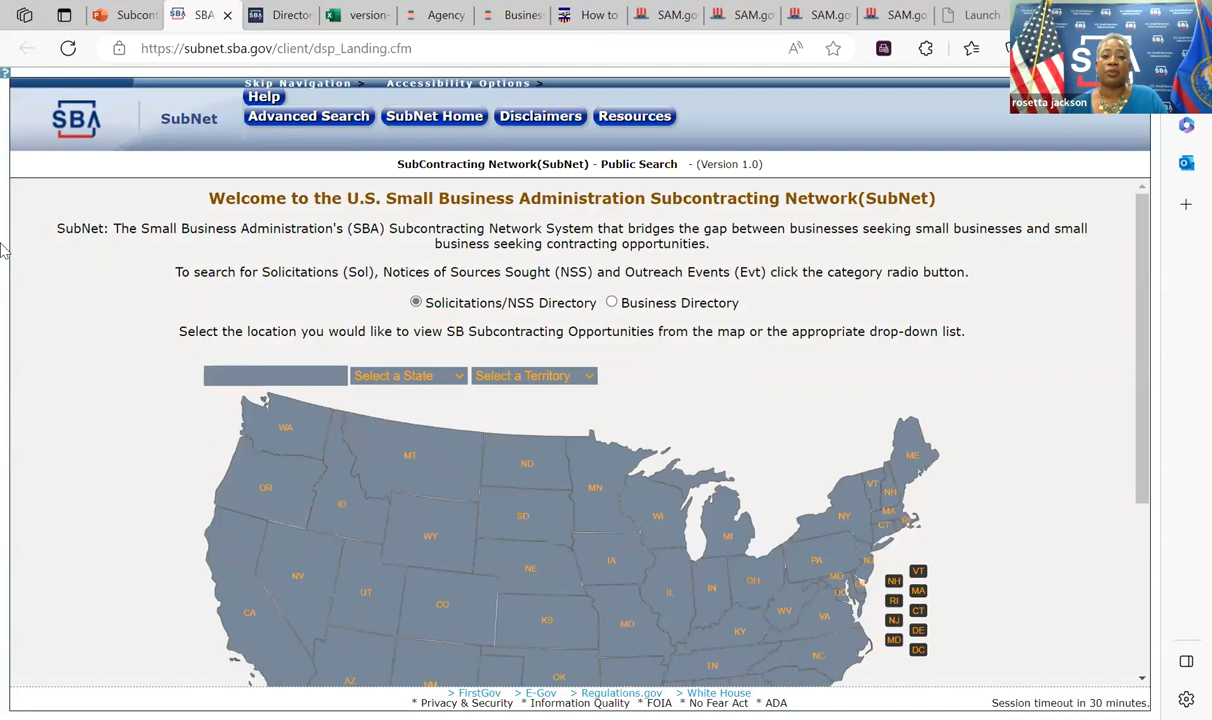 Subcont
SBA
Director
version-
Agency
Business
How to
SAM.go
SAM.go
SAM.go
SAM.go
Launch
https://subnet.sba.gov/client/dsp_Landing.cfm
rosetta jackson
Skip Navigation >
Accessibility Options >
Help
SBA
SubNet
Advanced Search
SubNet Home
Disclaimers
Resources
SubContracting Network(SubNet) - Public Search - (Version 1.0)
Welcome to the U.S. Small Business Administration Subcontracting Network(SubNet)
SubNet: The Small Business Administration's (SBA) Subcontracting Network System that bridges the gap between businesses seeking small businesses and small
business seeking contracting opportunities.
To search for Solicitations (Sol), Notices of Sources Sought (NSS) and Outreach Events (Evt) click the category radio button.
Solicitations/NSS Directory
Business Directory
Select the location you would like to view SB Subcontracting Opportunities from the map or the appropriate drop-down list.
Select a State
Select a Territory
WA
MT
ND
MN
ME
OR
ID
SD
WI
VT
NH
WY
MI
NY
MA
CT
NV
UT
NE
IA
PA
NJ
CA
CO
IL
IN
OH
MD
DC
KS
MO
WV
VA
KY
AZ
NM
OK
TN
NC
VT
NH
MA
RI
CT
NJ
DE
MD
DC
> FirstGov
> E-Gov
> Regulations.gov
> White House
* Privacy & Security
* Information Quality
* FOIA
* No Fear Act
* ADA
Session timeout in 30 minutes.